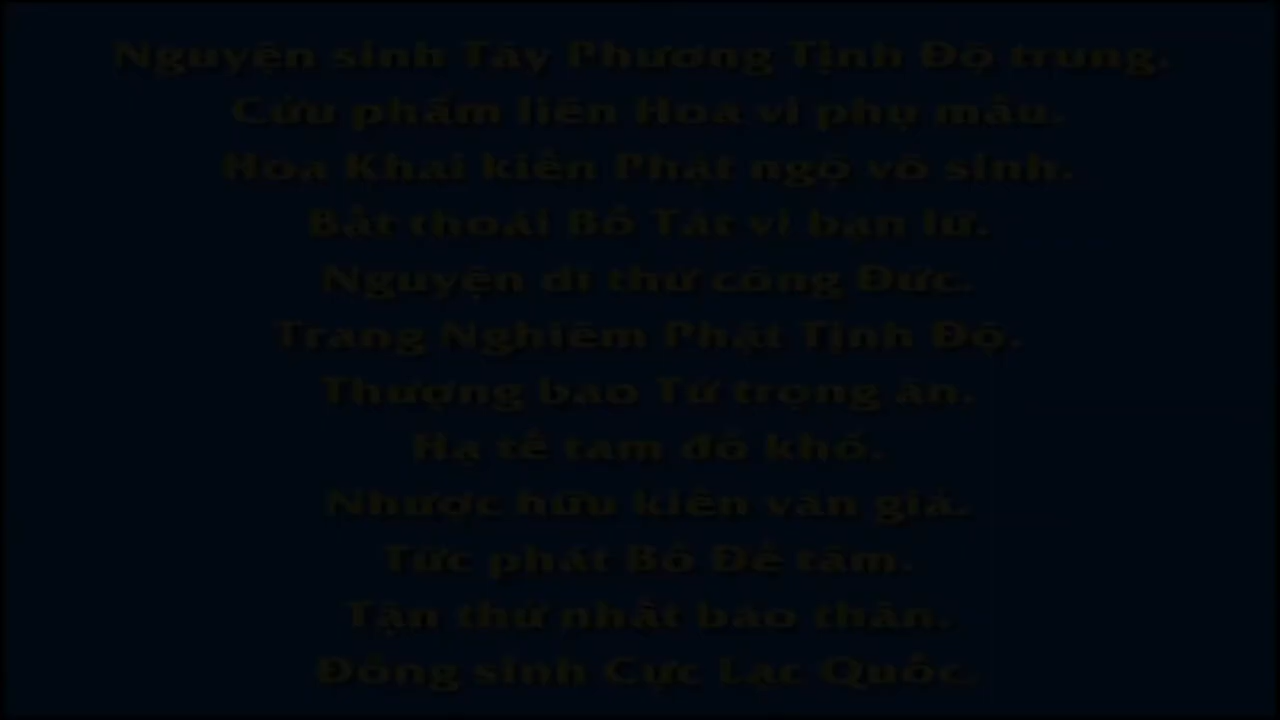 Nguyện sinh Tây Phương Tịnh Độ trung.
Cửu phẩm liên Hoa vi phụ mẫu.
Hoa Khai kiến Phật ngộ vô sinh.
Bất thoái Bồ Tát vi bạn lữ.
Nguyện dĩ thử công Đức.
Trang Nghiêm Phật Tịnh Độ.
Thượng báo Tứ trọng ân.
Hạ tế tam đồ khổ.
Nhược hữu kiến văn giả.
Tức phát Bồ Đề tâm.
Tận thử nhất báo thân.
Đồng sinh Cực Lạc Quốc.